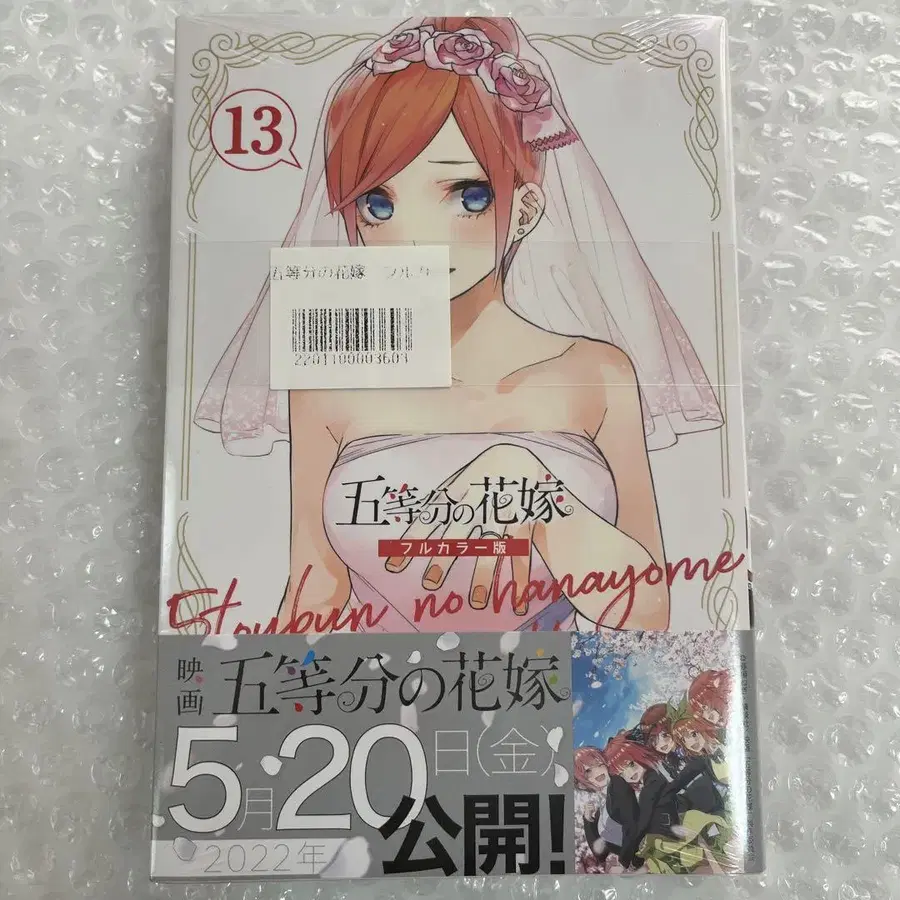 13
五等分の花嫁 フルカ
2201100003603
五等分の花嫁
フルカラー版
5Toubun no hanayome
映画 五等分の花嫁
5月20日(金)
2022年 公開!